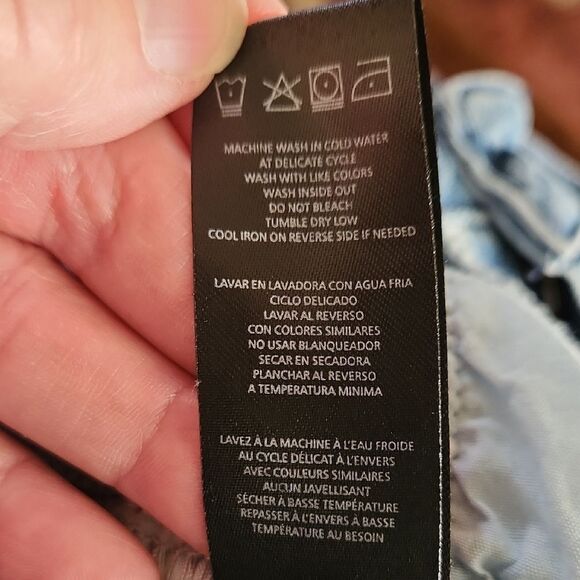 MACHINE WASH IN COLD WATER
AT DELICATE CYCLE
WASH WITH LIKE COLORS
WASH INSIDE OUT
DO NOT BLEACH
TUMBLE DRY LOW
COOL IRON ON REVERSE SIDE IF NEEDED
LAVAR EN LAVADORA CON AGUA FRIA
CICLO DELICADO
LAVAR AL REVERSO
CON COLORES SIMILARES
NO USAR BLANQUEADOR
SECAR EN SECADORA
PLANCHAR AL REVERSO
A TEMPERATURA MINIMA
LAVEZ À LA MACHINE À L'EAU FROIDE
AU CYCLE DÉLICAT À L'ENVERS
AVEC COULEURS SIMILAIRES
AUCUN JAVELLISANT
SÉCHER À BASSE TEMPÉRATURE
REPASSER À L'ENVERS À BASSE
TEMPÉRATURE AU BESOIN